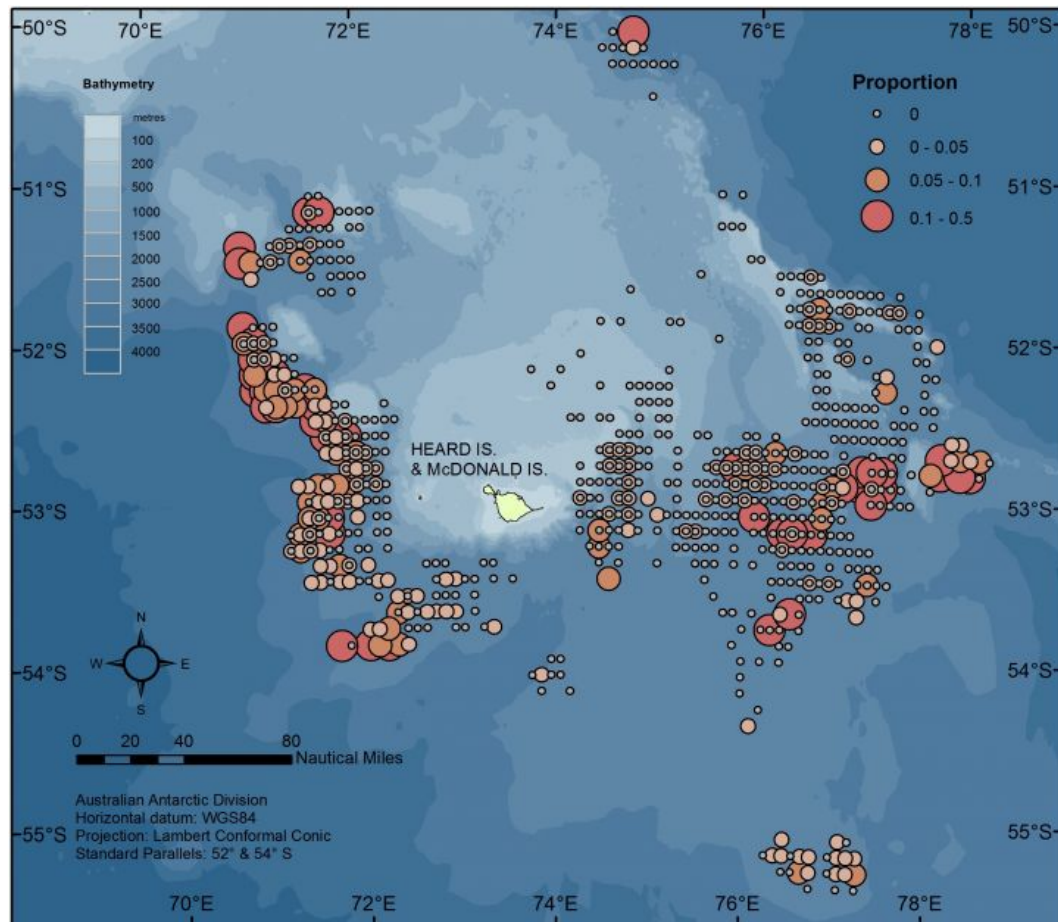 70°E 72°E 74°E 76°E 78°E
50°S 50°S
Bathymetry
metres
100
200
500
1000
1500
2000
2500
3000
3500
4000
Proportion
0
0 - 0.05
0.05 - 0.1
0.1 - 0.5
51°S 51°S
52°S 52°S
HEARD IS.
& McDONALD IS.
53°S 53°S
54°S 54°S
N
W E
S
0 20 40 80
Nautical Miles
Australian Antarctic Division
Horizontal datum: WGS84
Projection: Lambert Conformal Conic
Standard Parallels: 52° & 54° S
55°S 55°S
70°E 72°E 74°E 76°E 78°E